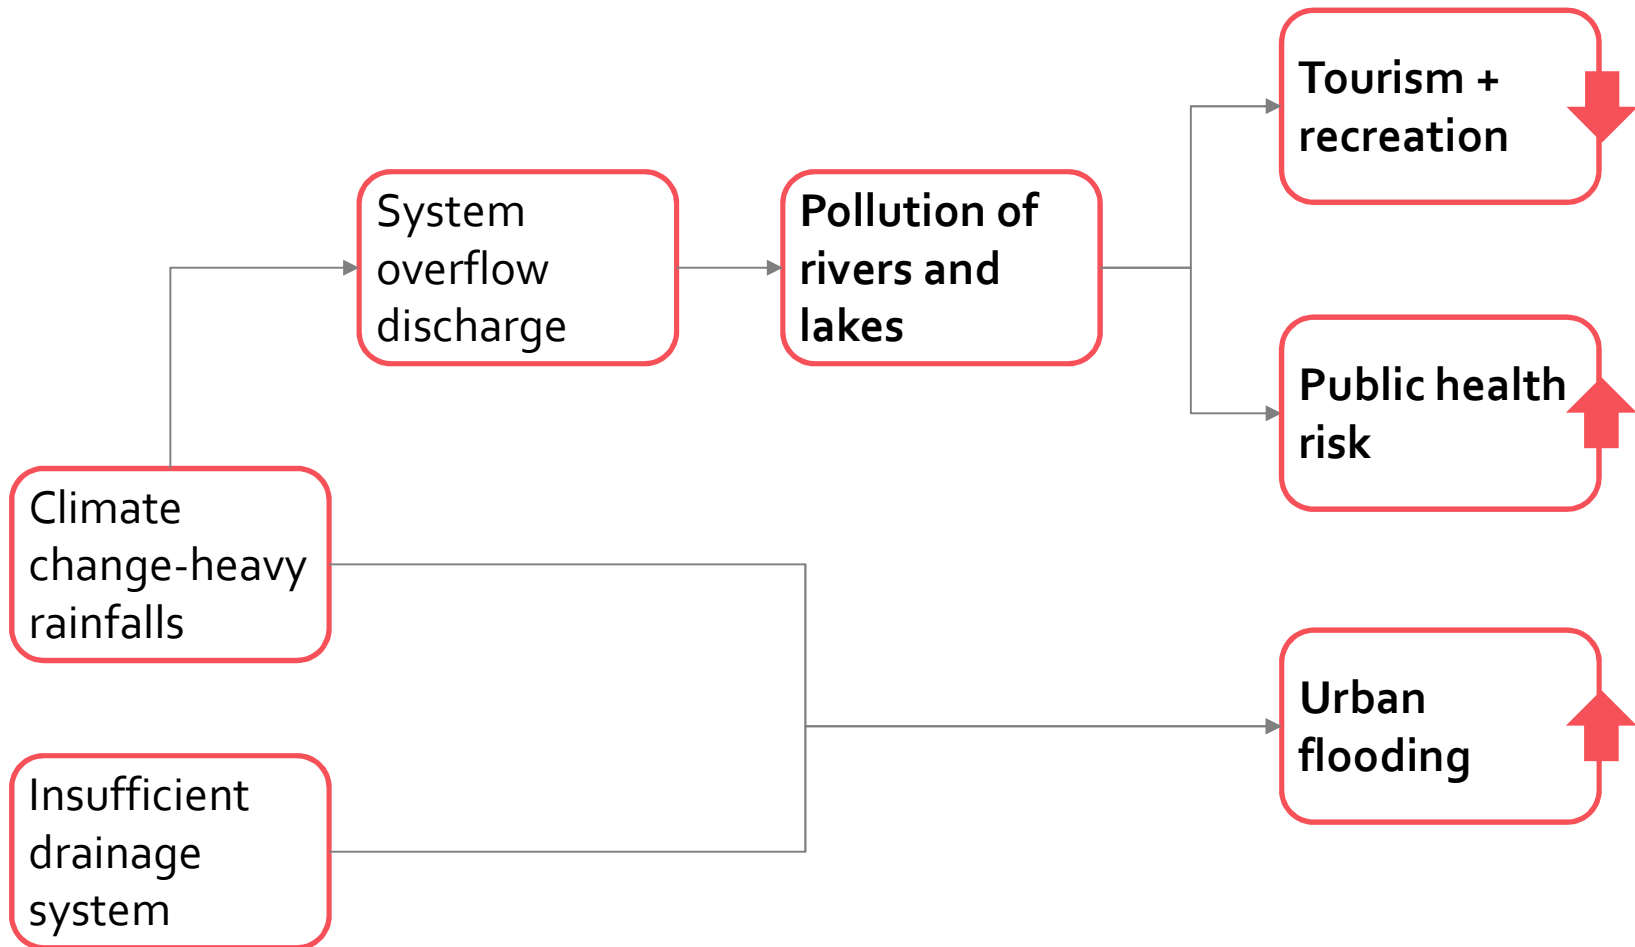 Tourism +
recreation
System
overflow
discharge
Pollution of
rivers and
lakes
Public health
risk
Climate
change-heavy
rainfalls
Urban
flooding
Insufficient
drainage
system